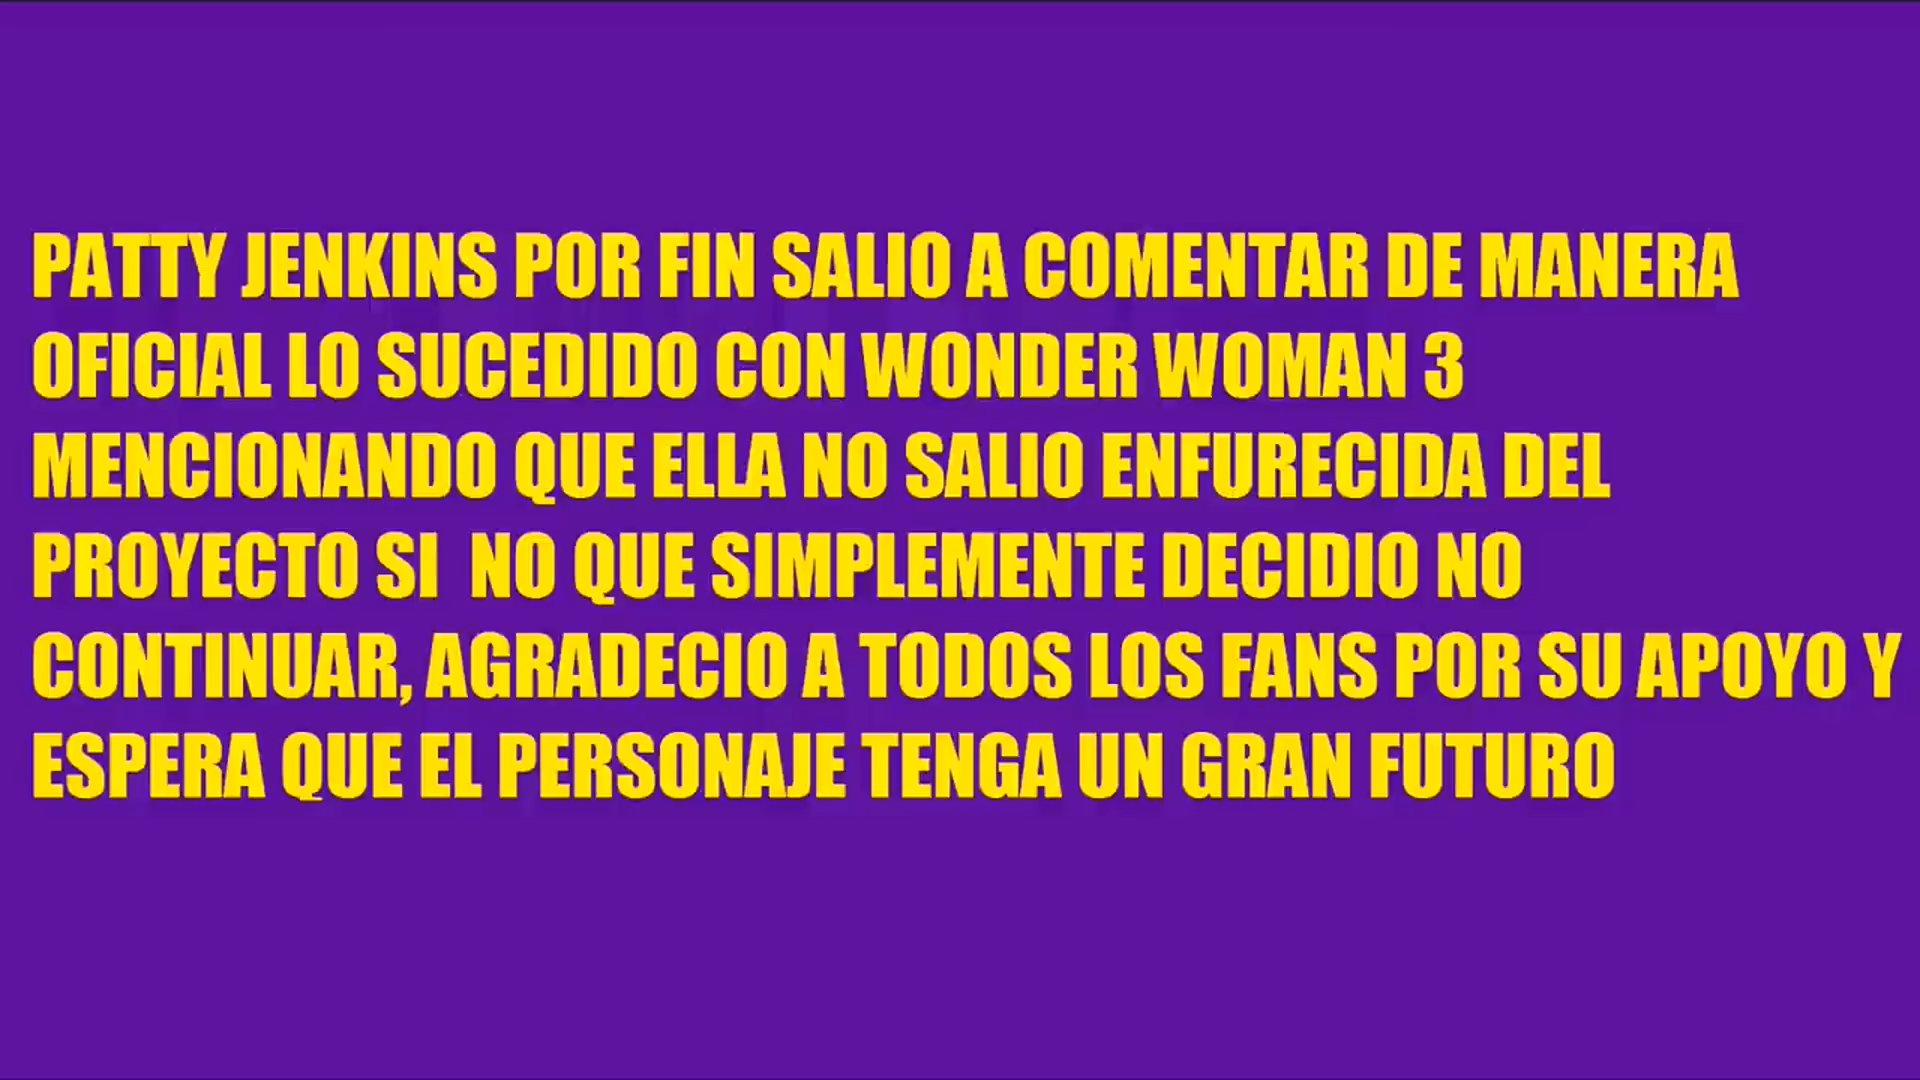 PATTY JENKINS POR FIN SALIO A COMENTAR DE MANERA
OFICIAL LO SUCEDIDO CON WONDER WOMAN 3
MENCIONANDO QUE ELLA NO SALIO ENFURECIDA DEL
PROYECTO SI  NO QUE SIMPLEMENTE DECIDIO NO
CONTINUAR, AGRADECIO A TODOS LOS FANS POR SU APOYO Y
ESPERA QUE EL PERSONAJE TENGA UN GRAN FUTURO